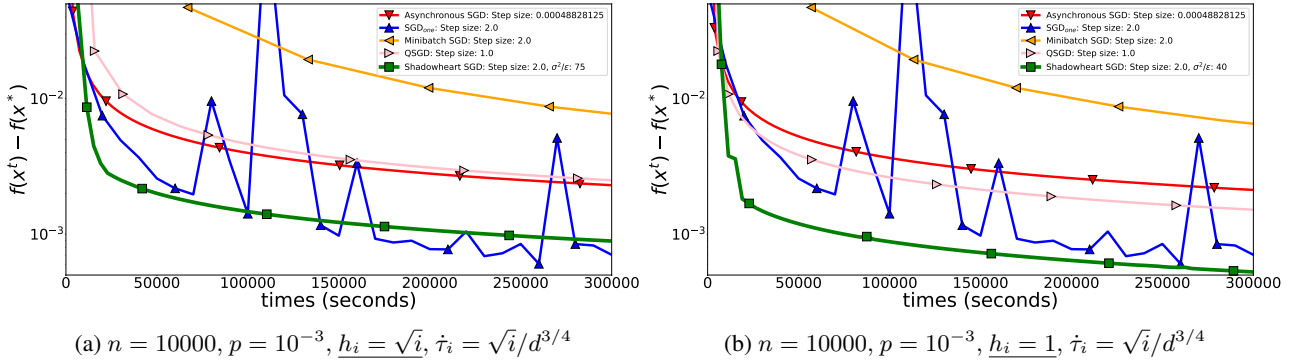 Asynchronous SGD: Step size: 0.00048828125
SGD_one: Step size: 2.0
Minibatch SGD: Step size: 2.0
QSGD: Step size: 1.0
Shadowheart SGD: Step size: 2.0, σ²/ε: 75
f(x^t) − f(x^*)
10⁻²
10⁻³
0 50000 100000 150000 200000 250000 300000
times (seconds)
(a) n = 10000, p = 10⁻³, h_i = √i, τ̇_i = √i/d^{3/4}
Asynchronous SGD: Step size: 0.00048828125
SGD_one: Step size: 2.0
Minibatch SGD: Step size: 2.0
QSGD: Step size: 1.0
Shadowheart SGD: Step size: 2.0, σ²/ε: 40
f(x^t) − f(x^*)
10⁻²
10⁻³
0 50000 100000 150000 200000 250000 300000
times (seconds)
(b) n = 10000, p = 10⁻³, h_i = 1, τ̇_i = √i/d^{3/4}